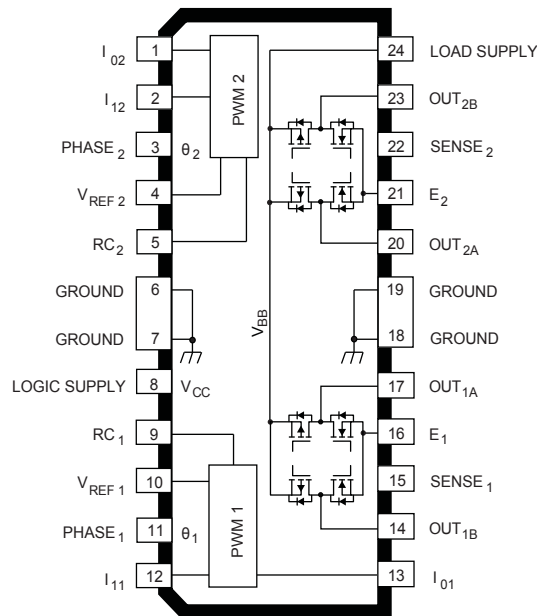 I02 1 24 LOAD SUPPLY
I12 2 23 OUT2B
PHASE2 3 θ2 22 SENSE2
VREF 2 4 21 E2
RC2 5 20 OUT2A
PWM 2
GROUND 6 19 GROUND
GROUND 7 18 GROUND
VBB
LOGIC SUPPLY 8 VCC 17 OUT1A
RC1 9 16 E1
VREF 1 10 15 SENSE1
PHASE1 11 θ1 14 OUT1B
PWM 1
I11 12 13 I01